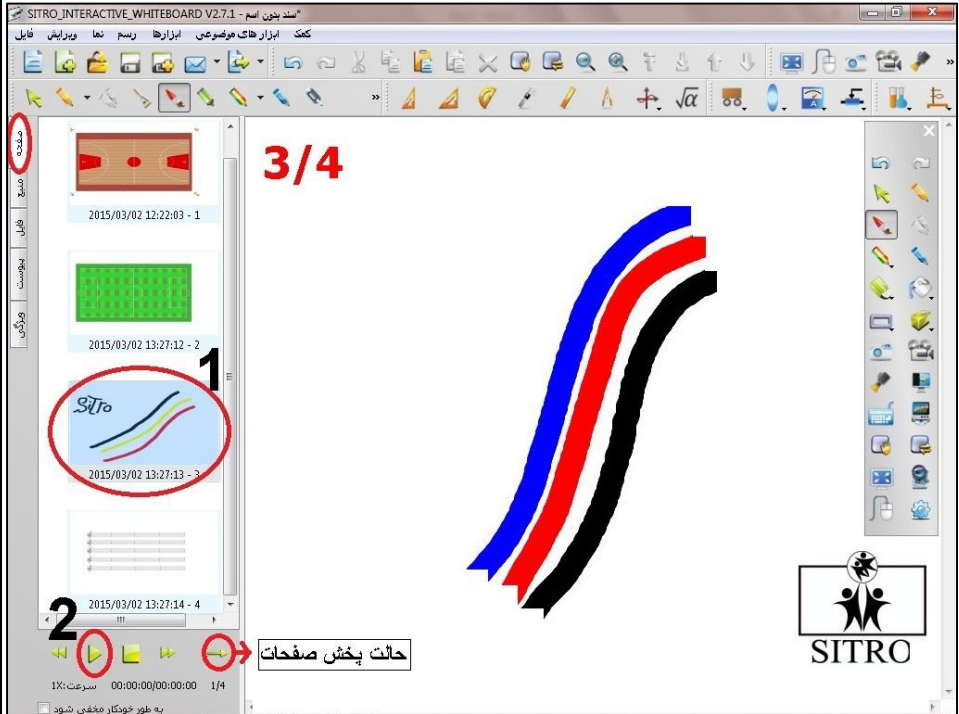 SITRO_INTERACTIVE_WHITEBOARD V2.7.1 - سند بدون اسم*
فایل ویرایش نما رسم ابزارها ابزار های موضوعی کمک
صفحه
منبع
فایل
پیوست
ویژگی
2015/03/02 12:22:03 - 1
2015/03/02 13:27:12 - 2
1
SiTro
2015/03/02 13:27:13 - 3
2015/03/02 13:27:14 - 4
2
3/4
√α
SITRO
حالت پخش صفحات
سرعت:1X 00:00:00/00:00:00 1/4
به طور خودکار مخفی شود